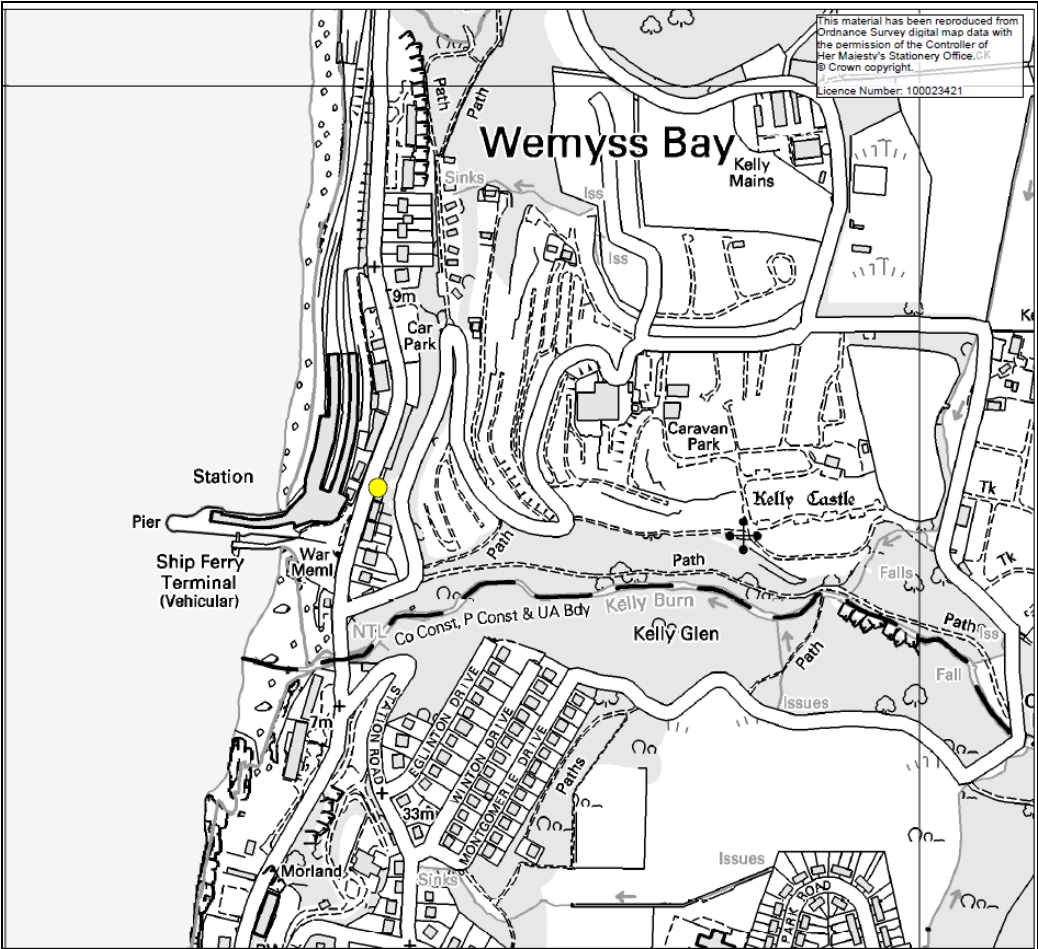 This material has been reproduced from
Ordnance Survey digital map data with
the permission of the Controller of
Her Majesty's Stationery Office.
© Crown copyright.
Licence Number: 100023421
CK
Path
Path
Wemyss Bay
Kelly
Mains
Sinks
Iss
Iss
9m
Car
Park
Caravan
Park
Station
Pier
Kelly Castle
Tk
Tk
War
Meml
Ship Ferry
Terminal
(Vehicular)
Path
Path
Falls
NTL
Co Const, P Const & UA Bdy
Kelly Burn
Kelly Glen
Path
Iss
Path
Fall
Issues
7m
STATION ROAD
EGLINTON DRIVE
WINTON DRIVE
MONTGOMERIE DRIVE
Paths
33m
Morland
Sinks
Issues
PARK ROAD